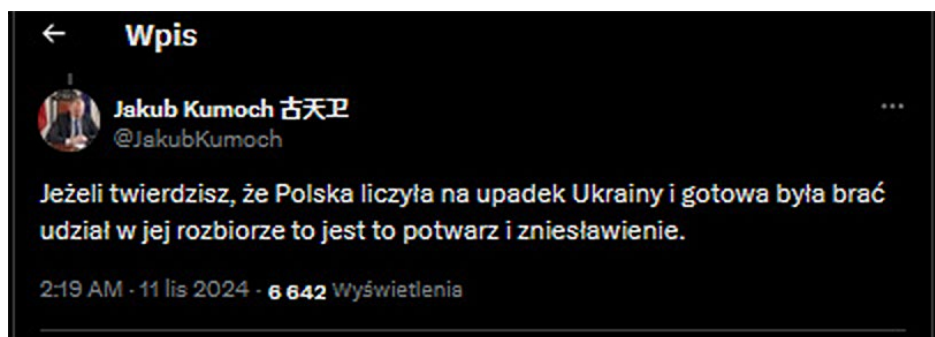 Wpis
Jakub Kumoch 古天卫
@JakubKumoch
Jeżeli twierdzisz, że Polska liczyła na upadek Ukrainy i gotowa była brać
udział w jej rozbiorze to jest to potwarz i zniesławienie.
2:19 AM · 11 lis 2024 · 6 642 Wyświetlenia